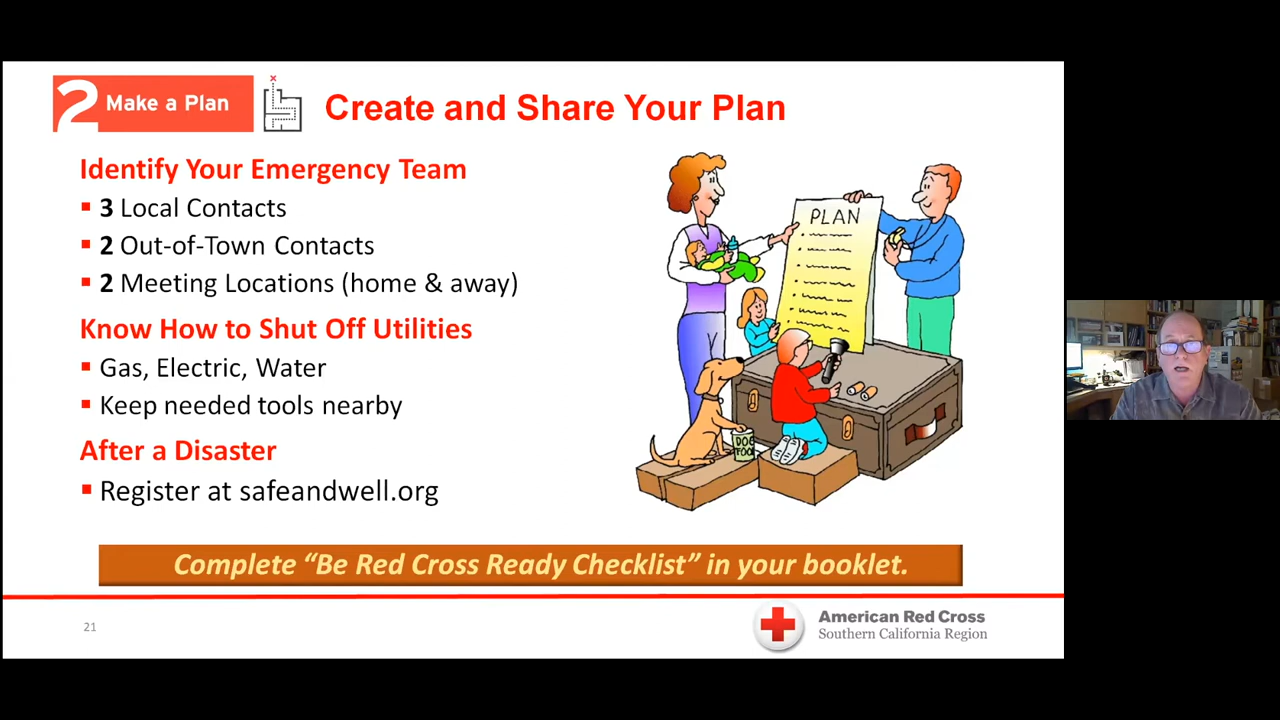 2 Make a Plan
Create and Share Your Plan
Identify Your Emergency Team
▪ 3 Local Contacts
▪ 2 Out-of-Town Contacts
▪ 2 Meeting Locations (home & away)
Know How to Shut Off Utilities
▪ Gas, Electric, Water
▪ Keep needed tools nearby
After a Disaster
▪ Register at safeandwell.org
PLAN
DOG
FOOD
Complete “Be Red Cross Ready Checklist” in your booklet.
21
American Red Cross
Southern California Region